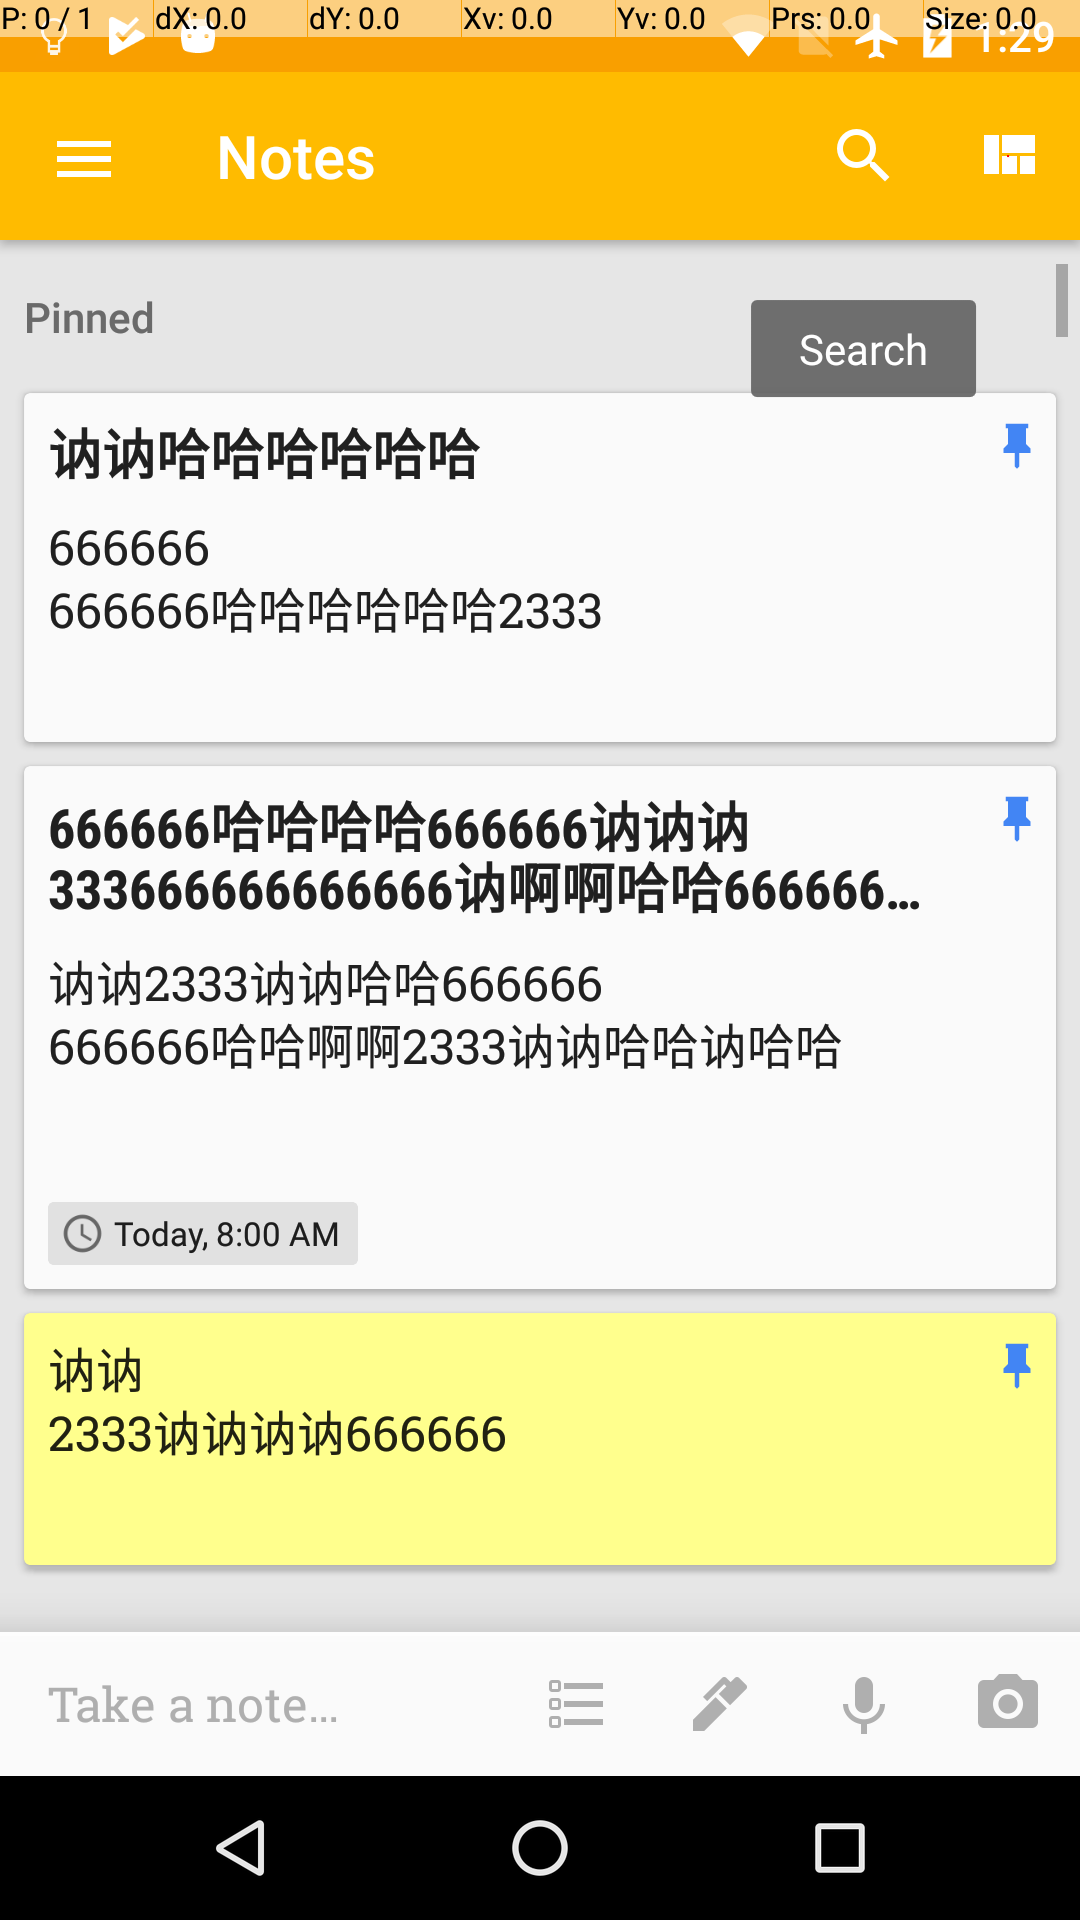 P: 0 / 1 dX: 0.0 dY: 0.0 Xv: 0.0 Yv: 0.0 Prs: 0.0 Size: 0.0
1:29
Notes
Pinned
Search
讷讷哈哈哈哈哈哈
666666
666666哈哈哈哈哈哈2333
666666哈哈哈哈666666讷讷讷
333666666666666讷啊啊哈哈666666…
讷讷2333讷讷哈哈666666
666666哈哈啊啊2333讷讷哈哈讷哈哈
Today, 8:00 AM
讷讷
2333讷讷讷讷666666
Take a note…